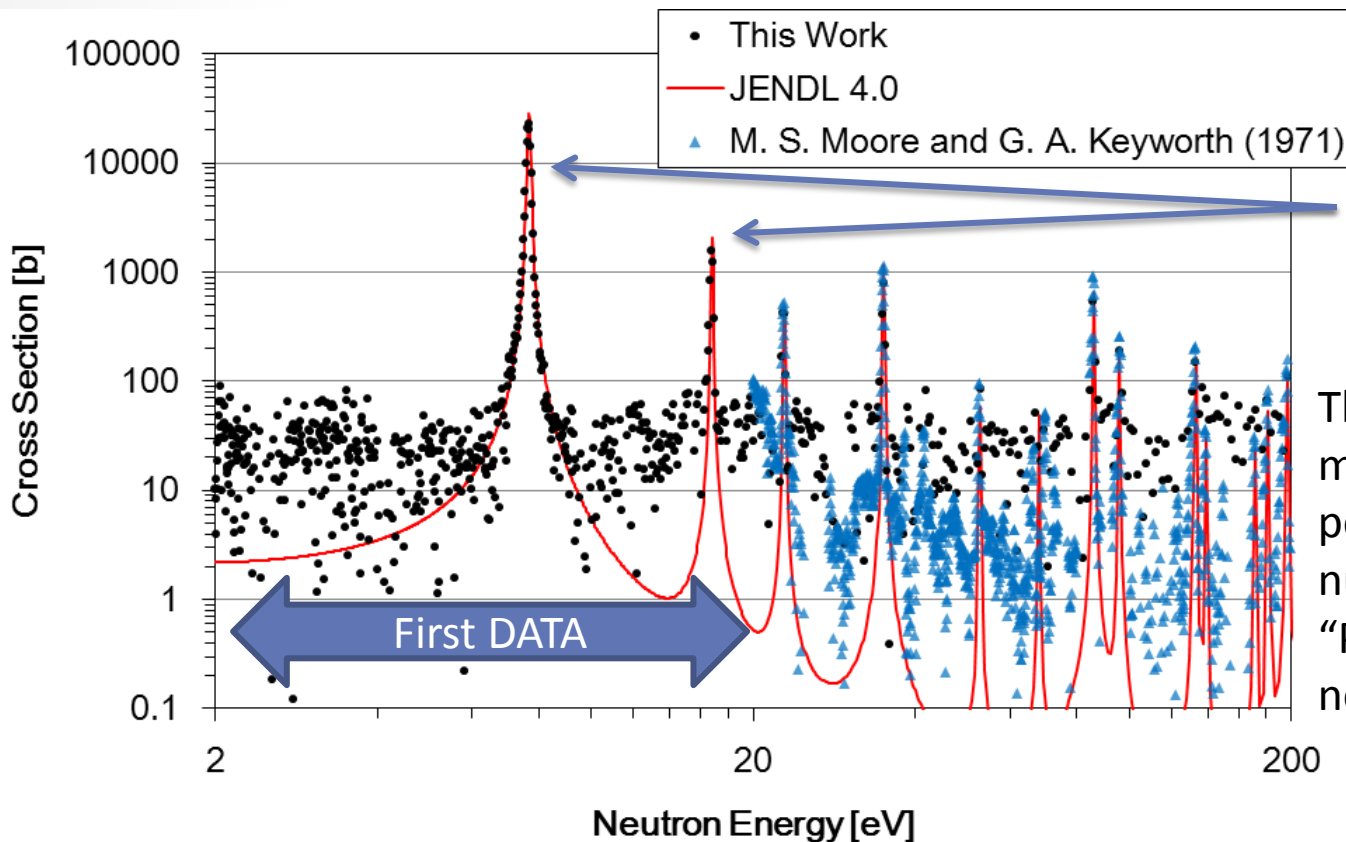 This Work
JENDL 4.0
M. S. Moore and G. A. Keyworth (1971)
100000
10000
1000
100
10
1
0.1
Cross Section [b]
First DATA
2
20
200
Neutron Energy [eV]